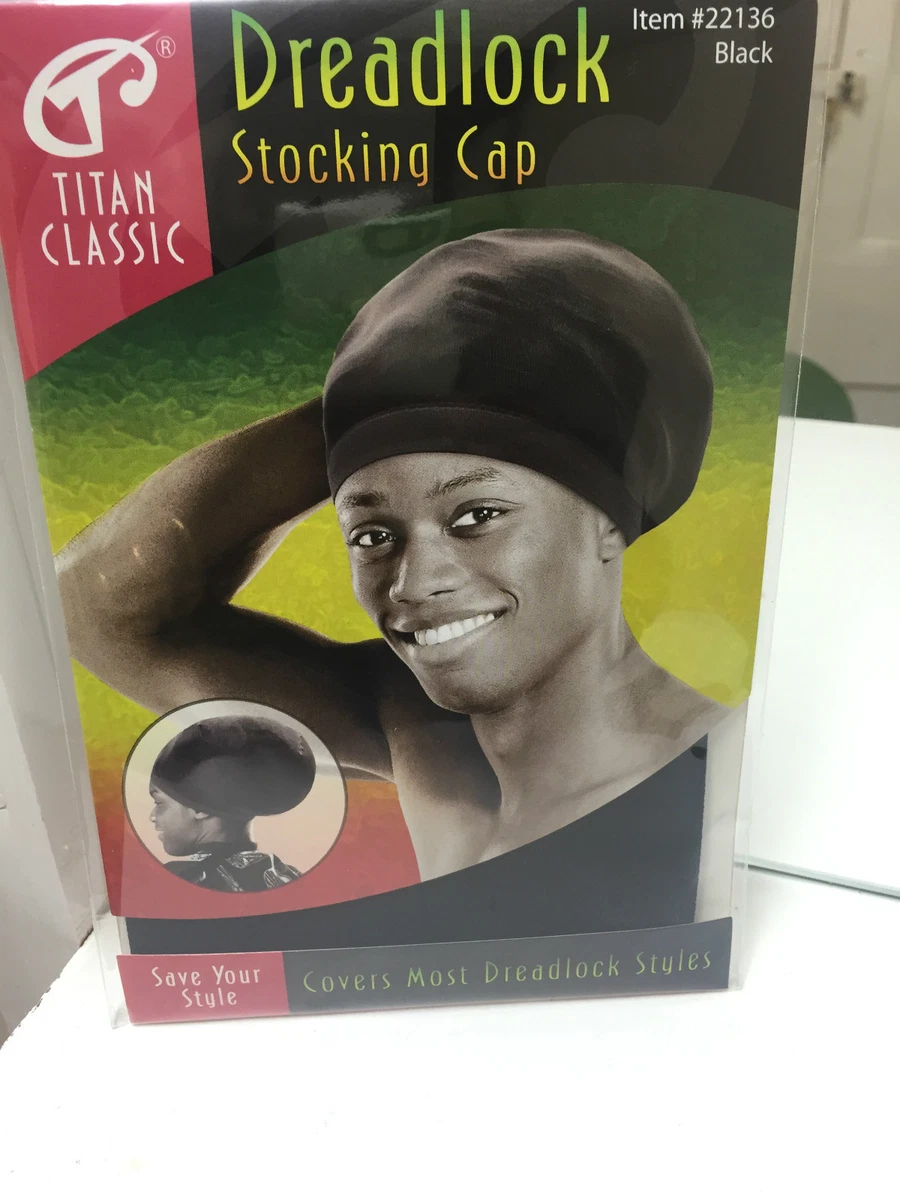 Dreadlock
Stocking Cap
Item #22136
Black
®
TITAN
CLASSIC
Save Your
Style
Covers Most Dreadlock Styles